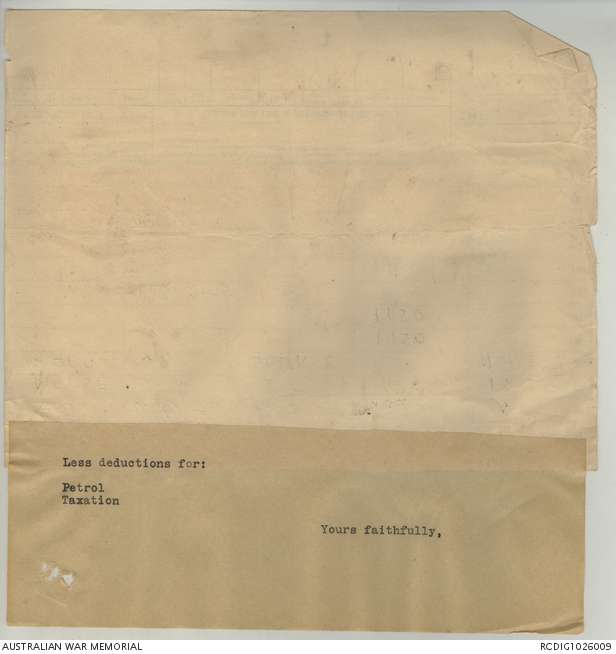 Less deductions for:
Petrol
Taxation
Yours faithfully,
AUSTRALIAN WAR MEMORIAL
RCDIG1026009